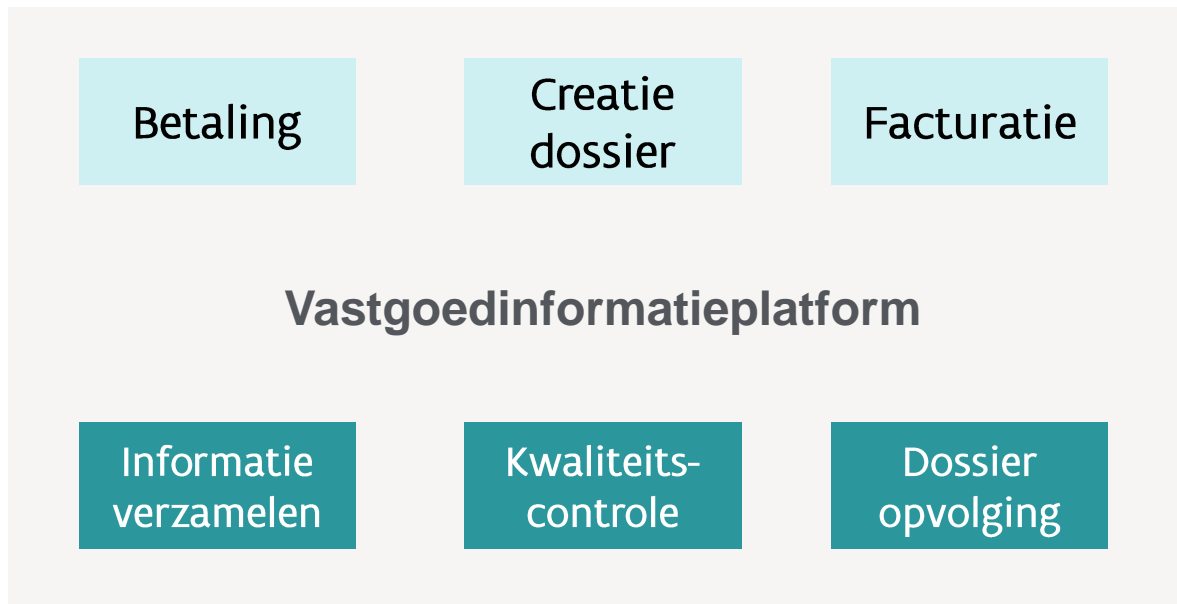 Betaling
Creatie
dossier
Facturatie
Vastgoedinformatieplatform
Informatie
verzamelen
Kwaliteits-
controle
Dossier
opvolging